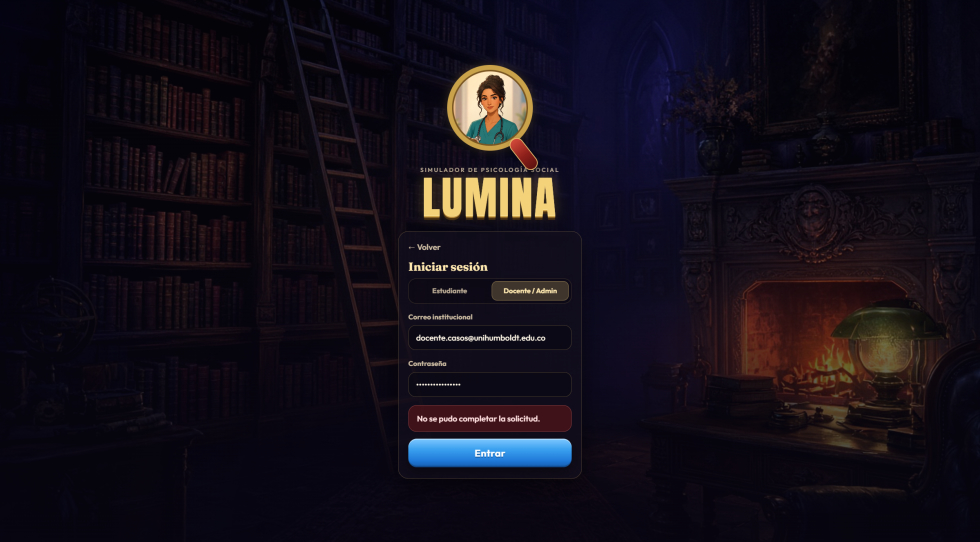 SIMULADOR DE PSICOLOGÍA SOCIAL
LUMINA
← Volver
Iniciar sesión
Estudiante
Docente / Admin
Correo institucional
docente.casos@unihumboldt.edu.co
Contraseña
••••••••••••••••
No se pudo completar la solicitud.
Entrar